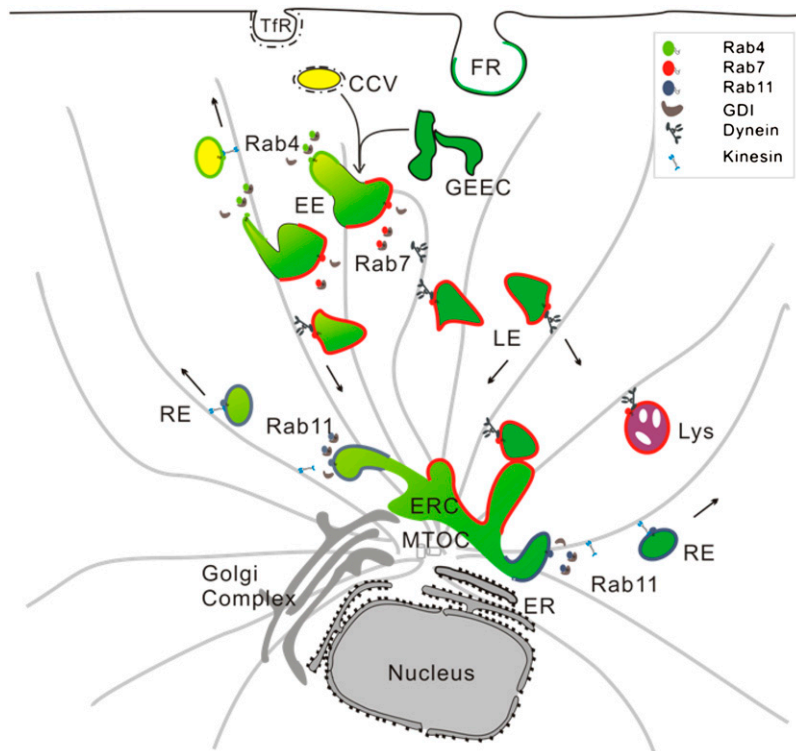 TfR
FR
CCV
Rab4
GEEC
EE
Rab7
LE
RE
Rab11
Lys
ERC
MTOC
RE
Rab11
Golgi
Complex
ER
Nucleus
Rab4
Rab7
Rab11
GDI
Dynein
Kinesin